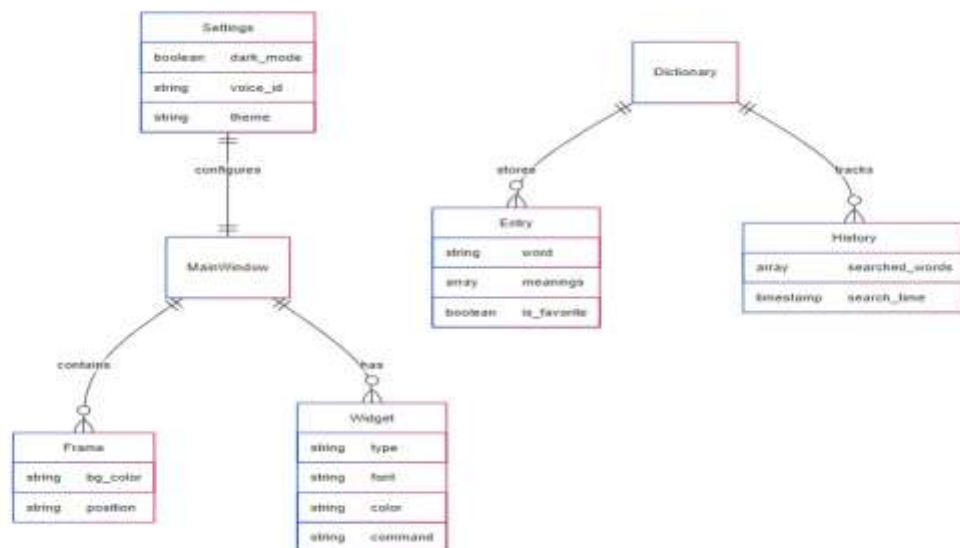 Settings
boolean dark_mode
string voice_id
string theme
configures
MainWindow
contains
has
Frame
string bg_color
string position
Widget
string type
string font
string color
string command
Dictionary
stores
tracks
Entry
string word
array meanings
boolean is_favorite
History
array searched_words
timestamp search_time